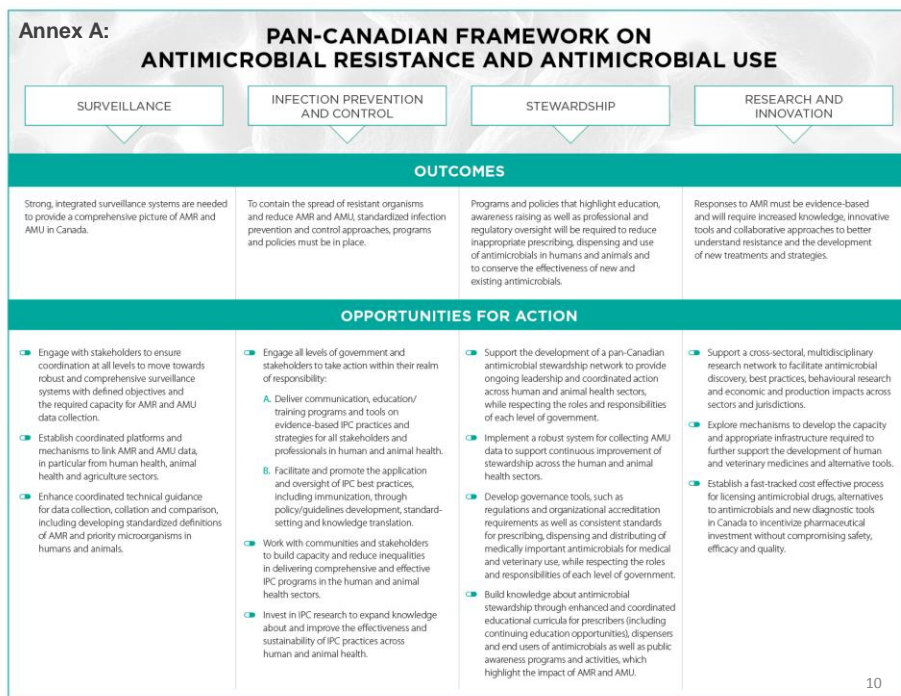 Annex A:
PAN-CANADIAN FRAMEWORK ON
ANTIMICROBIAL RESISTANCE AND ANTIMICROBIAL USE
SURVEILLANCE
INFECTION PREVENTION
AND CONTROL
STEWARDSHIP
RESEARCH AND
INNOVATION
OUTCOMES
Strong, integrated surveillance systems are needed
to provide a comprehensive picture of AMR and
AMU in Canada.
To contain the spread of resistant organisms
and reduce AMR and AMU, standardized infection
prevention and control approaches, programs
and policies must be in place.
Programs and policies that highlight education,
awareness raising as well as professional and
regulatory oversight will be required to reduce
inappropriate prescribing, dispensing and use
of antimicrobials in humans and animals and
to conserve the effectiveness of new and
existing antimicrobials.
Responses to AMR must be evidence-based
and will require increased knowledge, innovative
tools and collaborative approaches to better
understand resistance and the development
of new treatments and strategies.
OPPORTUNITIES FOR ACTION
Engage with stakeholders to ensure
coordination at all levels to move towards
robust and comprehensive surveillance
systems with defined objectives and
the required capacity for AMR and AMU
data collection.
Establish coordinated platforms and
mechanisms to link AMR and AMU data,
in particular from human health, animal
health and agriculture sectors.
Enhance coordinated technical guidance
for data collection, collation and comparison,
including developing standardized definitions
of AMR and priority microorganisms in
humans and animals.
Engage all levels of government and
stakeholders to take action within their realm
of responsibility:
A. Deliver communication, education/
training programs and tools on
evidence-based IPC practices and
strategies for all stakeholders and
professionals in human and animal health.
B. Facilitate and promote the application
and oversight of IPC best practices,
including immunization, through
policy/guidelines development, standard-
setting and knowledge translation.
Work with communities and stakeholders
to build capacity and reduce inequalities
in delivering comprehensive and effective
IPC programs in the human and animal
health sectors.
Invest in IPC research to expand knowledge
about and improve the effectiveness and
sustainability of IPC practices across
human and animal health.
Support the development of a pan-Canadian
antimicrobial stewardship network to provide
ongoing leadership and coordinated action
across human and animal health sectors,
while respecting the roles and responsibilities
of each level of government.
Implement a robust system for collecting AMU
data to support continuous improvement of
stewardship across the human and animal
health sectors.
Develop governance tools, such as
regulations and organizational accreditation
requirements as well as consistent standards
for prescribing, dispensing and distributing of
medically important antimicrobials for medical
and veterinary use, while respecting the roles
and responsibilities of each level of government.
Build knowledge about antimicrobial
stewardship through enhanced and coordinated
educational curricula for prescribers (including
continuing education opportunities), dispensers
and end users of antimicrobials as well as public
awareness programs and activities, which
highlight the impact of AMR and AMU.
Support a cross-sectoral, multidisciplinary
research network to facilitate antimicrobial
discovery, best practices, behavioural research
and economic and production impacts across
sectors and jurisdictions.
Explore mechanisms to develop the capacity
and appropriate infrastructure required to
further support the development of human
and veterinary medicines and alternative tools.
Establish a fast-tracked cost effective process
for licensing antimicrobial drugs, alternatives
to antimicrobials and new diagnostic tools
in Canada to incentivize pharmaceutical
investment without compromising safety,
efficacy and quality.
10